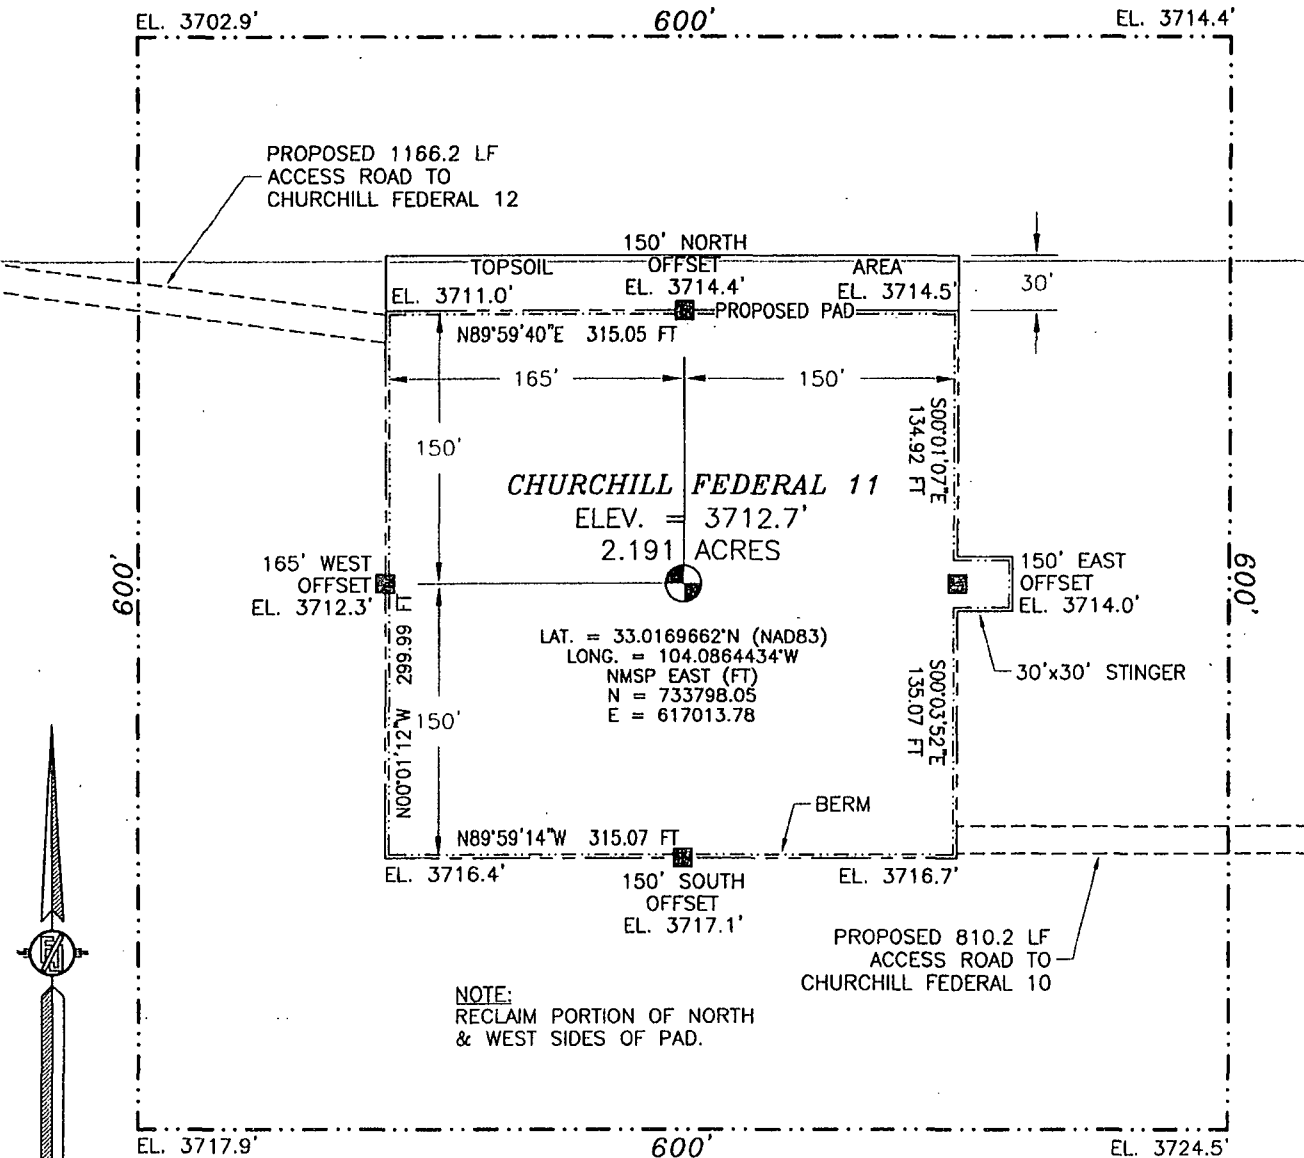 EL. 3702.9'
600'
EL. 3714.4'
PROPOSED 1166.2 LF
ACCESS ROAD TO
CHURCHILL FEDERAL 12
150' NORTH
OFFSET
EL. 3714.4'
TOPSOIL
AREA
EL. 3711.0'
EL. 3714.5'
30'
PROPOSED PAD
N89°59'40"E 315.05 FT
165'
150'
150'
S00°01'07"E
134.92 FT
CHURCHILL FEDERAL 11
ELEV. = 3712.7'
2.191 ACRES
600'
165' WEST
OFFSET
EL. 3712.3'
150' EAST
OFFSET
EL. 3714.0'
600'
LAT. = 33.0169662°N (NAD83)
LONG. = 104.0864434°W
NMSP EAST (FT)
N = 733798.05
E = 617013.78
30'x30' STINGER
N00°01'12"W 299.99 FT
150'
S00°03'52"E
135.07 FT
BERM
N89°59'14"W 315.07 FT
EL. 3716.4'
150' SOUTH
OFFSET
EL. 3717.1'
EL. 3716.7'
PROPOSED 810.2 LF
ACCESS ROAD TO
CHURCHILL FEDERAL 10
NOTE:
RECLAIM PORTION OF NORTH
& WEST SIDES OF PAD.
EL. 3717.9'
600'
EL. 3724.5'